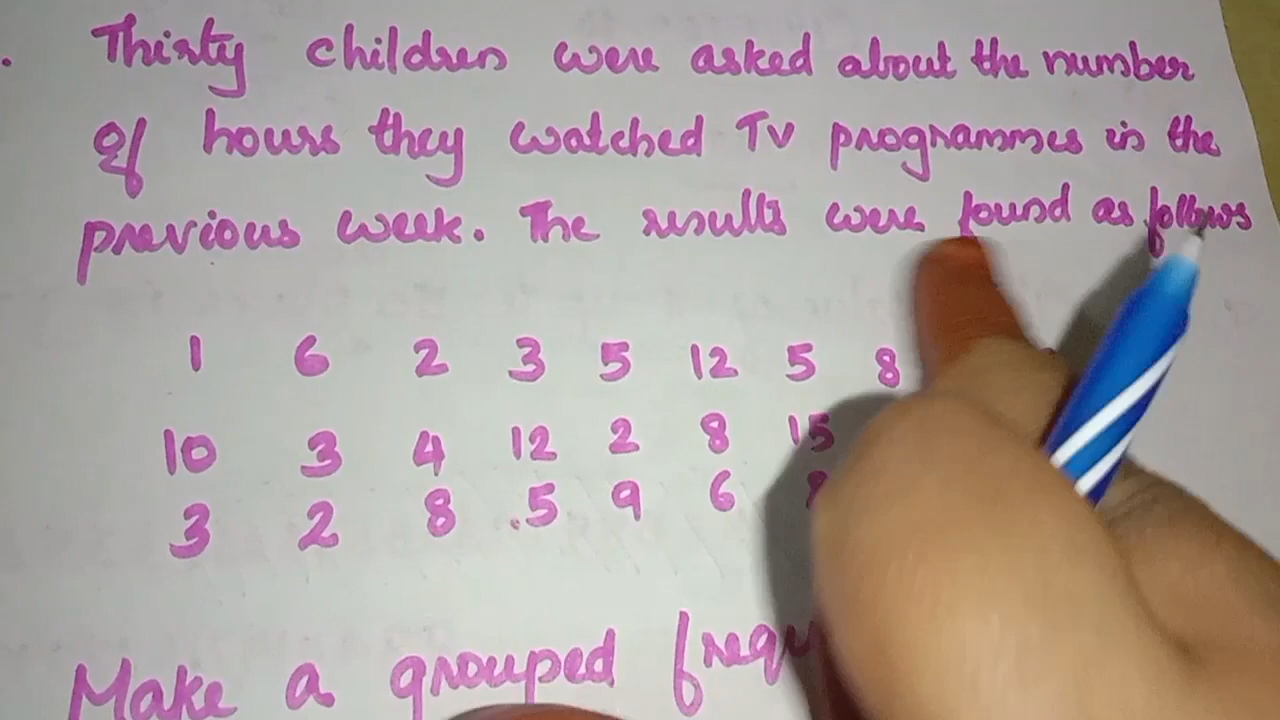 . Thirty children were asked about the number
of hours they watched TV programmes in the
previous week. The results were found as follows
1 6 2 3 5 12 5 8
10 3 4 12 2 8 15
3 2 8 .5 9 6 8
Make a grouped frequ